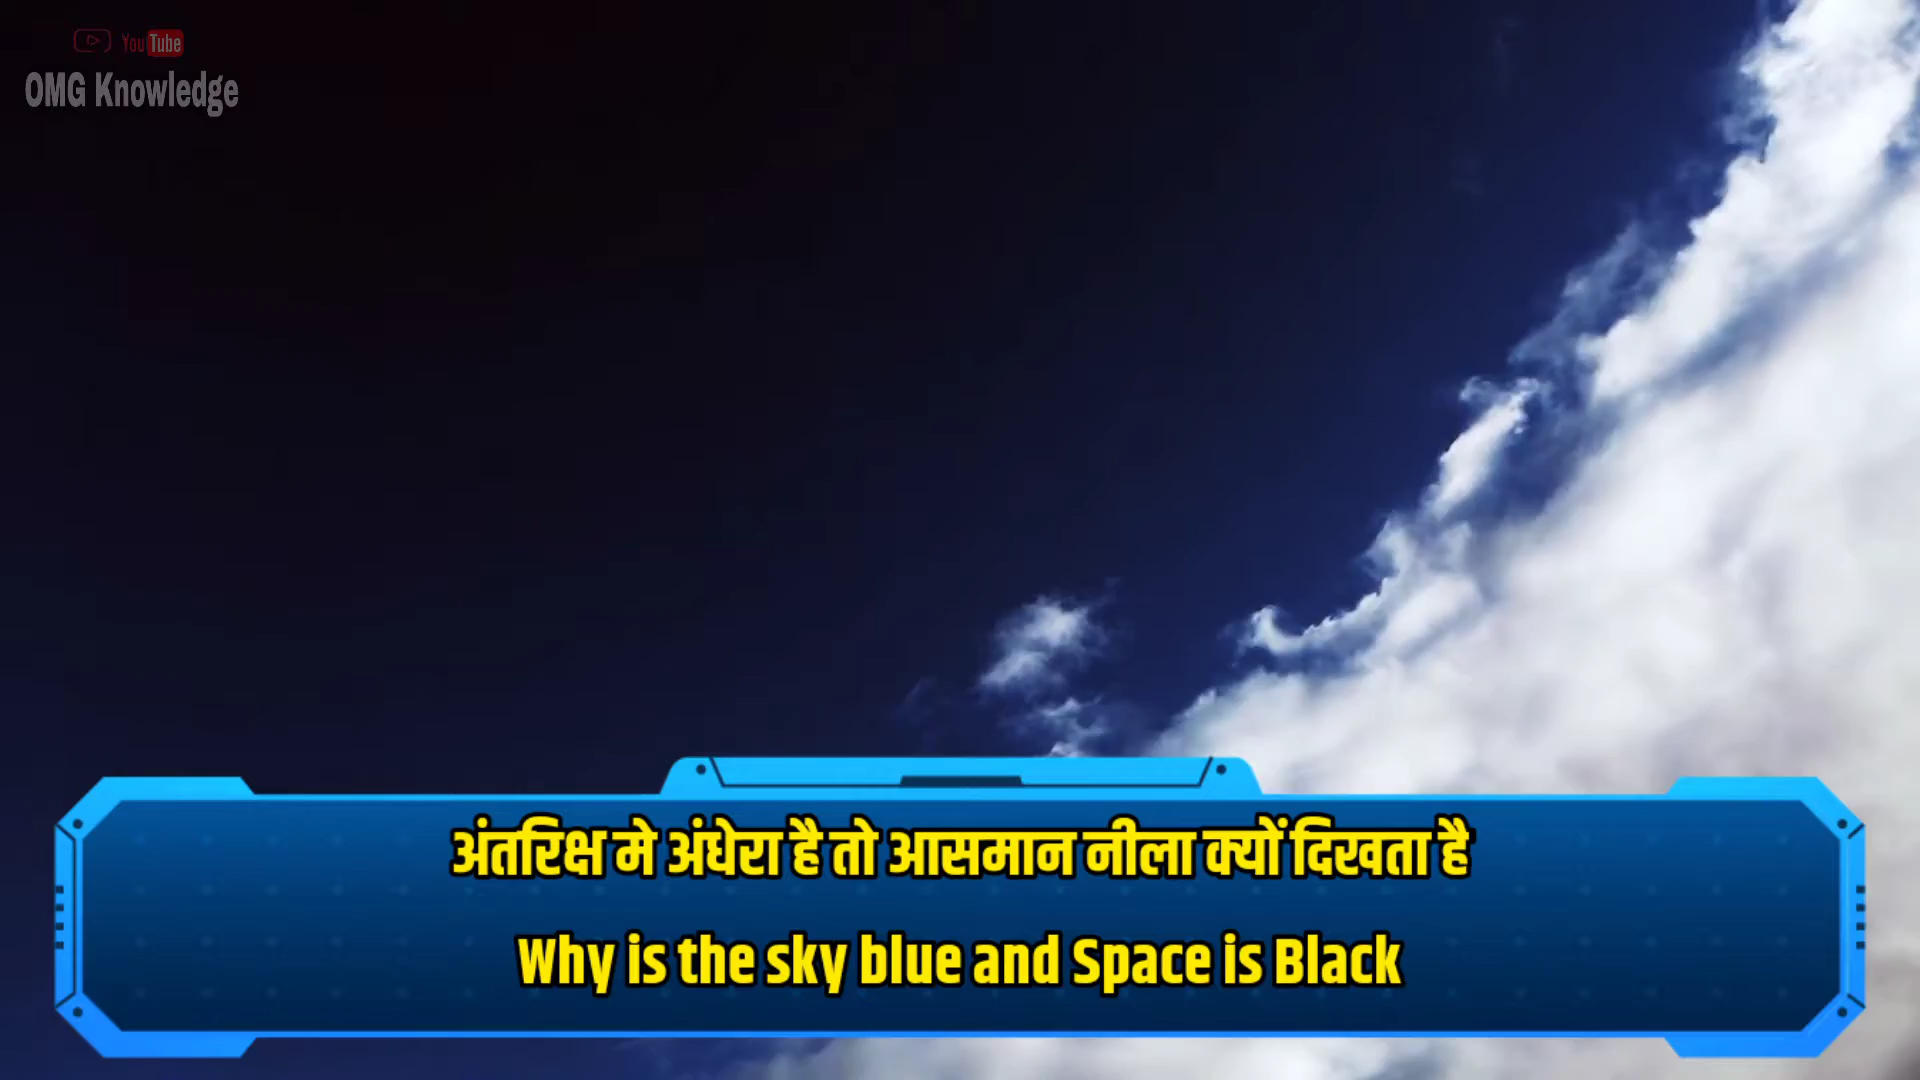 YouTube
OMG Knowledge
अंतरिक्ष मे अंधेरा है तो आसमान नीला क्यों दिखता है
Why is the sky blue and Space is Black